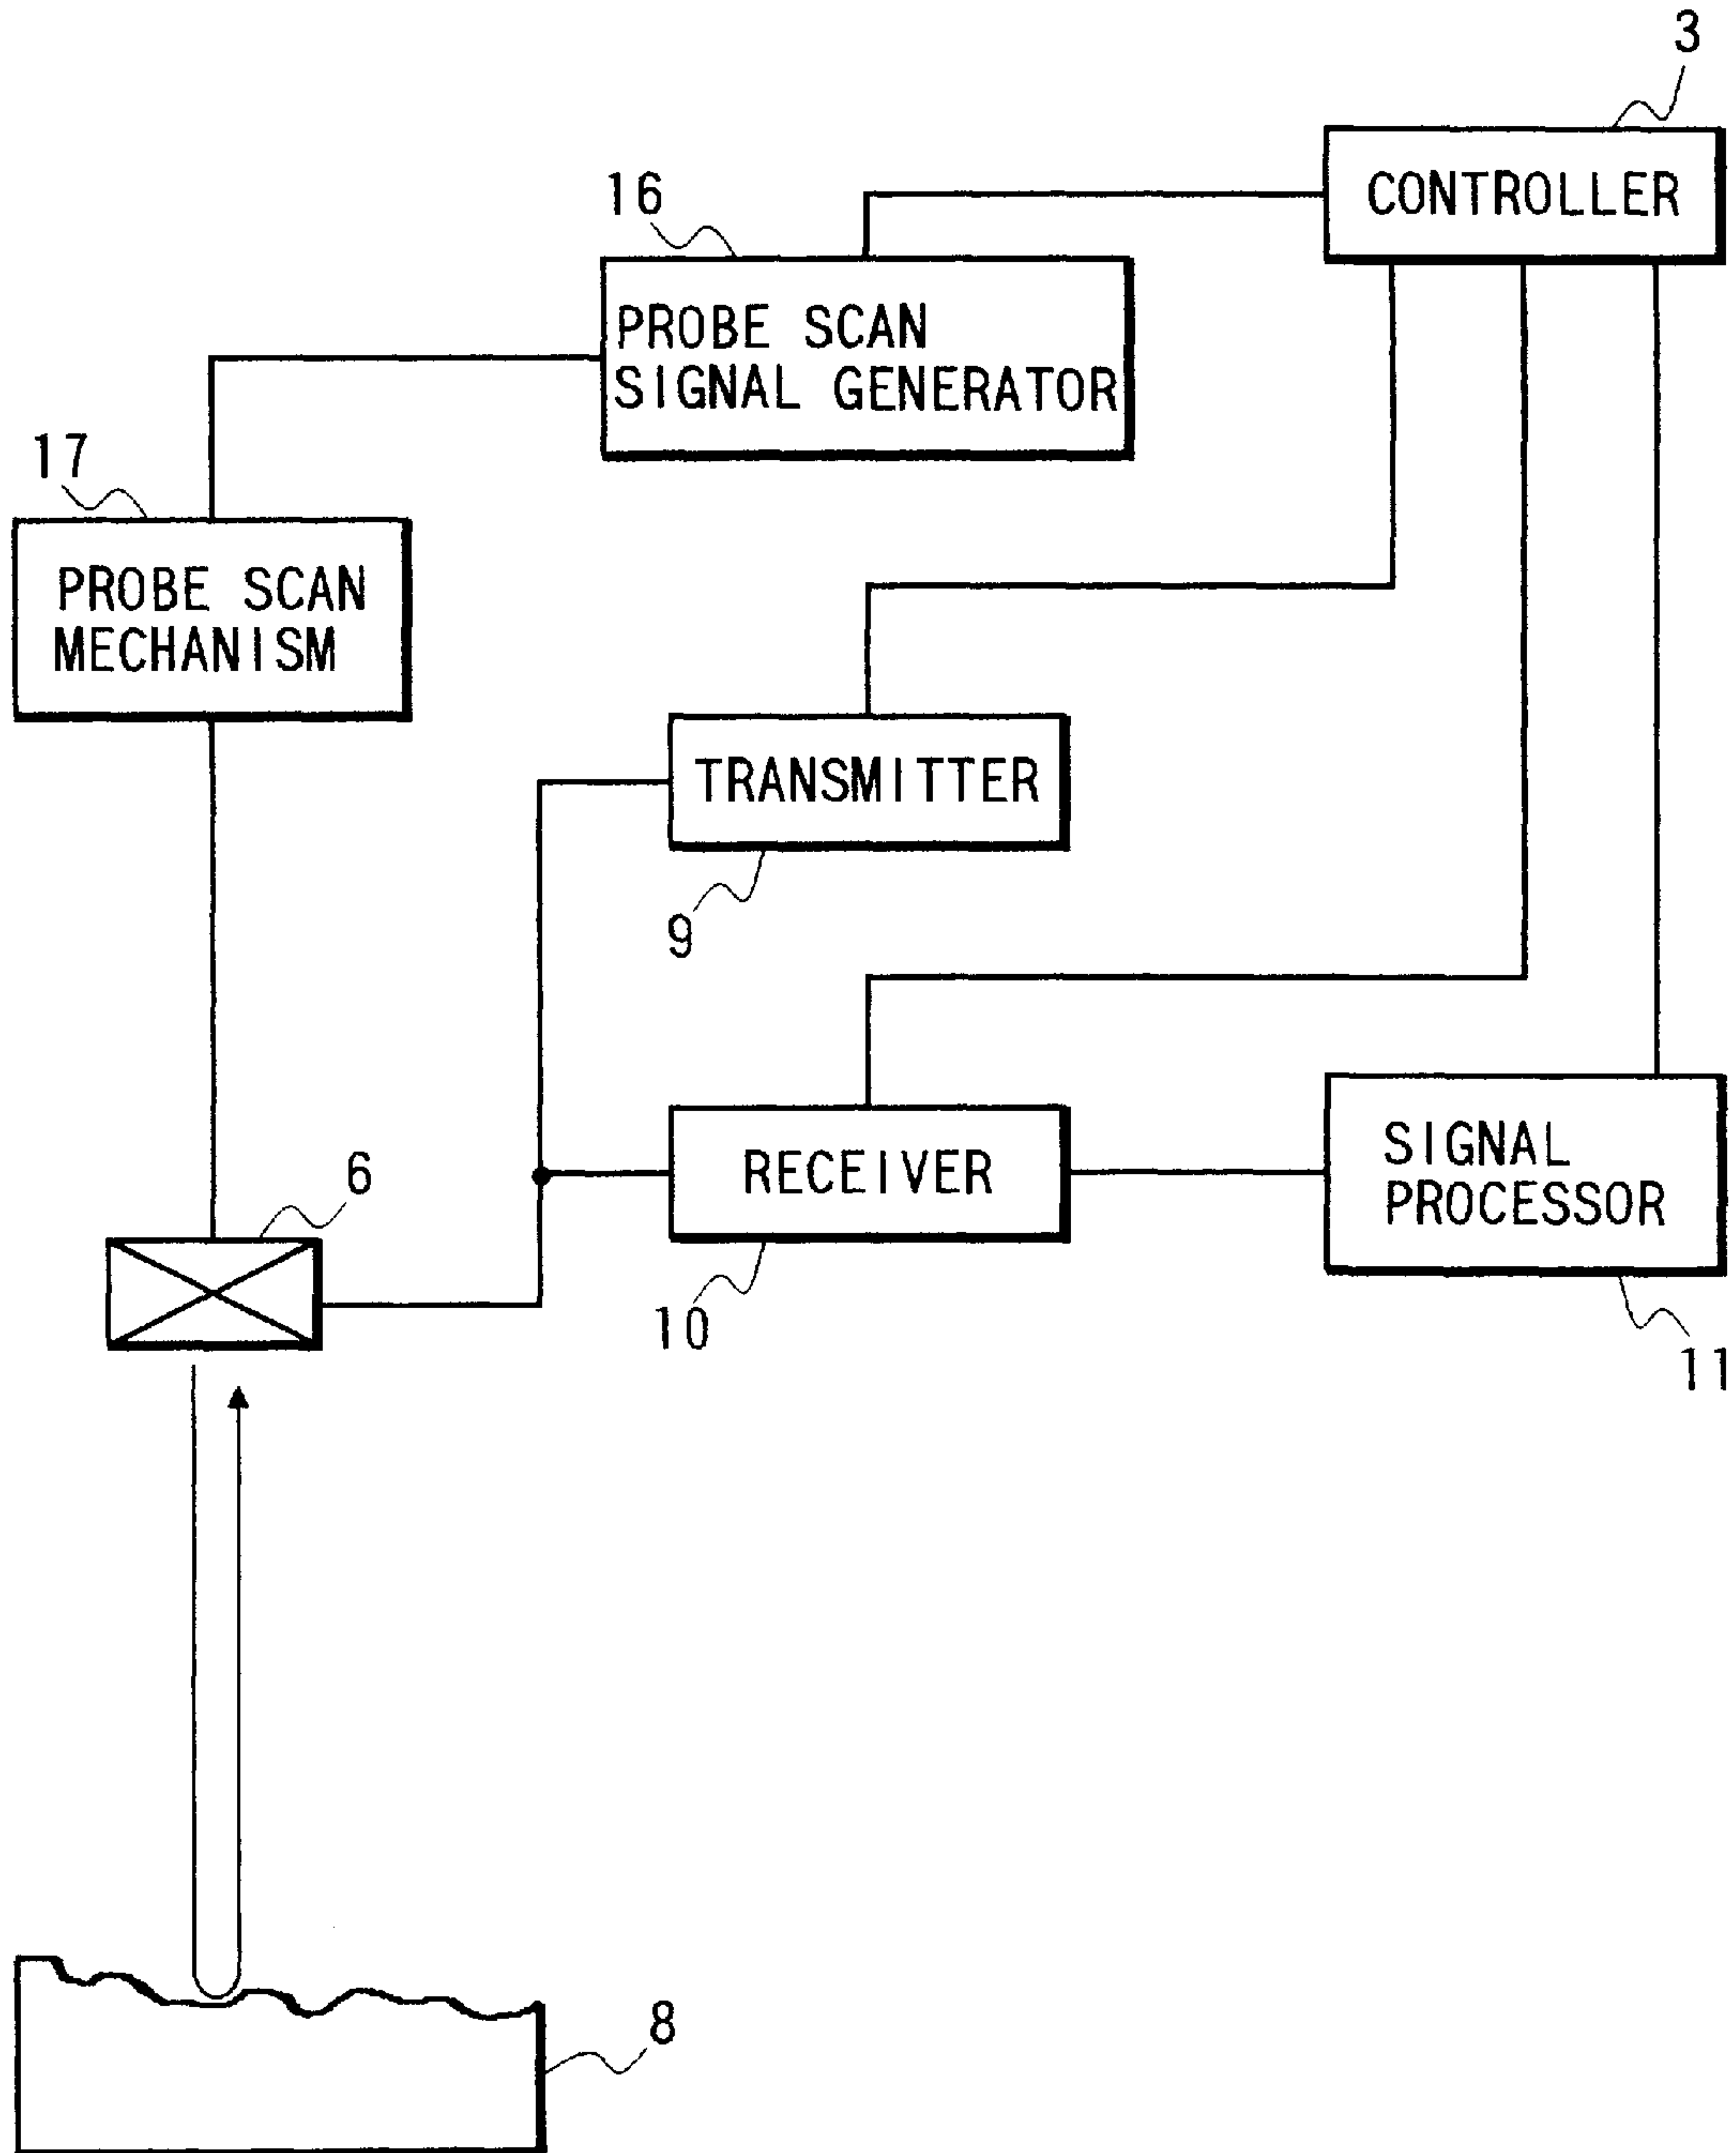 3
CONTROLLER
16
PROBE SCAN
SIGNAL GENERATOR
17
PROBE SCAN
MECHANISM
TRANSMITTER
9
6
RECEIVER
10
SIGNAL
PROCESSOR
11
8